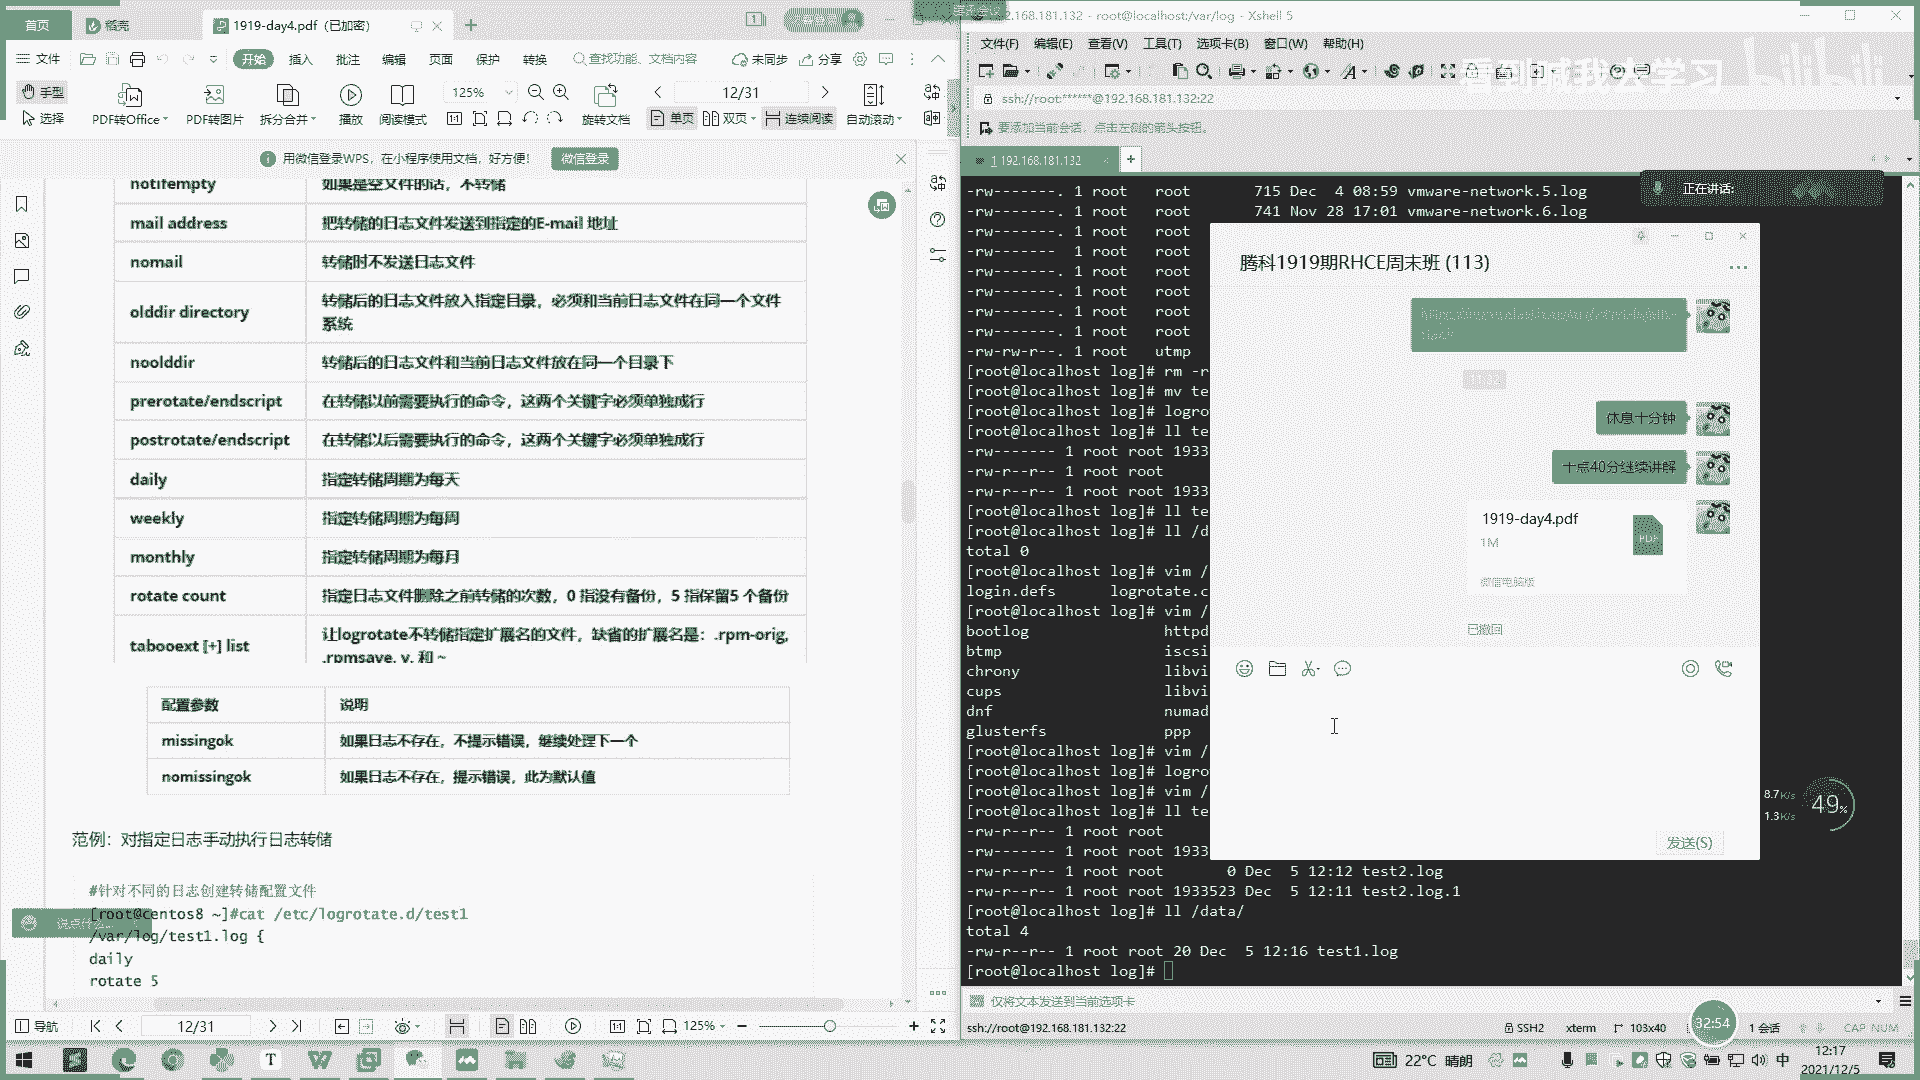 首页
稻壳
1919-day4.pdf（已加密）
文件
开始
插入
批注
编辑
页面
保护
转换
查找功能、文档内容
未同步
分享
手型
选择
PDF转Office
PDF转图片
拆分合并
播放
阅读模式
125%
旋转文档
12/31
单页
双页
连续阅读
自动滚动
用微信登录WPS，在小程序使用文档，好方便！
微信登录
notifempty 如果是空文件的话，不转储
mail address 把转储的日志文件发送到指定的E-mail 地址
nomail 转储时不发送日志文件
olddir directory 转储后的日志文件放入指定目录，必须和当前日志文件在同一个文件
系统
noolddir 转储后的日志文件和当前日志文件放在同一个目录下
prerotate/endscript 在转储以前需要执行的命令，这两个关键字必须单独成行
postrotate/endscript 在转储以后需要执行的命令，这两个关键字必须单独成行
daily 指定转储周期为每天
weekly 指定转储周期为每周
monthly 指定转储周期为每月
rotate count 指定日志文件删除之前转储的次数，0 指没有备份，5 指保留5 个备份
tabooext [+] list 让logrotate不转储指定扩展名的文件，缺省的扩展名是：.rpm-orig,
.rpmsave, v, 和 ~
配置参数 说明
missingok 如果日志不存在，不提示错误，继续处理下一个
nomissingok 如果日志不存在，提示错误，此为默认值
范例：对指定日志手动执行日志转储
#针对不同的日志创建转储配置文件
[root@centos8 ~]#cat /etc/logrotate.d/test1
/var/log/test1.log {
daily
rotate 5
说点什么...
导航
12/31
125%
192.168.181.132 - root@localhost:/var/log - Xshell 5
文件(F) 编辑(E) 查看(V) 工具(T) 选项卡(B) 窗口(W) 帮助(H)
看到喊我去学习
bilibili
ssh://root:******@192.168.181.132:22
要添加当前会话，点击左侧的箭头按钮。
1 192.168.181.132
正在讲话:
-rw-------. 1 root   root       715 Dec  4 08:59 vmware-network.5.log
-rw-------. 1 root   root       741 Nov 28 17:01 vmware-network.6.log
-rw-------. 1 root   root
-rw-------. 1 root   root
-rw-------. 1 root   root
-rw-------. 1 root   root
-rw-------. 1 root   root
-rw-------. 1 root   root
-rw-rw-r--. 1 root   utmp
[root@localhost log]# rm -r
[root@localhost log]# mv te
[root@localhost log]# logro
[root@localhost log]# ll te
-rw------- 1 root root 1933
-rw-r--r-- 1 root root
-rw-r--r-- 1 root root 1933
[root@localhost log]# ll te
[root@localhost log]# ll /d
total 0
[root@localhost log]# vim /
login.defs      logrotate.c
[root@localhost log]# vim /
bootlog               httpd
btmp                  iscsi
chrony                libvi
cups                  libvi
dnf                   numad
glusterfs             ppp
[root@localhost log]# vim /
[root@localhost log]# logro
[root@localhost log]# vim /
[root@localhost log]# ll te
-rw-r--r-- 1 root root
-rw------- 1 root root 1933
-rw-r--r-- 1 root root       0 Dec  5 12:12 test2.log
-rw-r--r-- 1 root root 1933523 Dec  5 12:11 test2.log.1
[root@localhost log]# ll /data/
total 4
-rw-r--r-- 1 root root 20 Dec  5 12:16 test1.log
[root@localhost log]#
腾科1919期RHCE周末班 (113)
休息十分钟
十点40分继续讲解
1919-day4.pdf
1M
PDF
微信电脑版
已撤回
发送(S)
8.7K/s
1.3K/s
49%
仅将文本发送到当前选项卡
ssh://root@192.168.181.132:22
SSH2
xterm
103x40
32:54
1 会话
CAP NUM
22°C 晴朗
中
12:17
2021/12/5